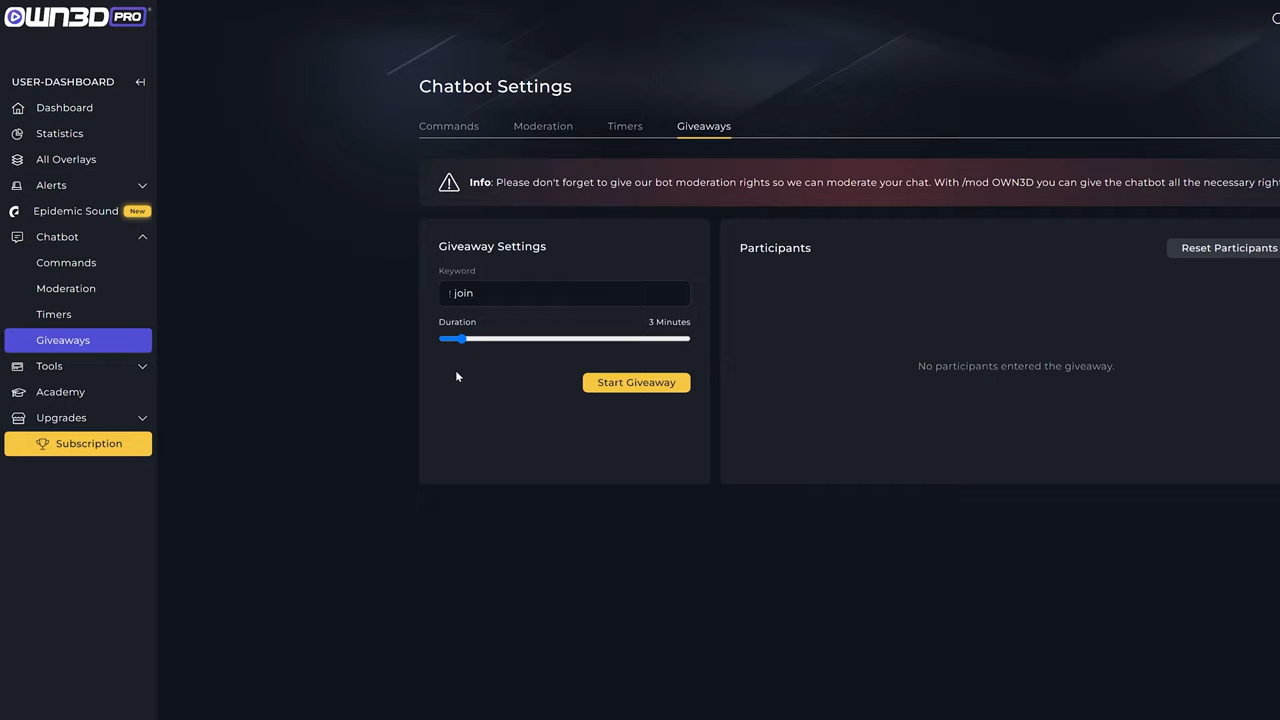 OWN3D PRO
USER-DASHBOARD
Dashboard
Statistics
All Overlays
Alerts
Epidemic Sound New
Chatbot
Commands
Moderation
Timers
Giveaways
Tools
Academy
Upgrades
Subscription
Chatbot Settings
Commands Moderation Timers Giveaways
Info: Please don't forget to give our bot moderation rights so we can moderate your chat. With /mod OWN3D you can give the chatbot all the necessary right
Giveaway Settings
Keyword
! join
Duration 3 Minutes
Start Giveaway
Participants
Reset Participants
No participants entered the giveaway.